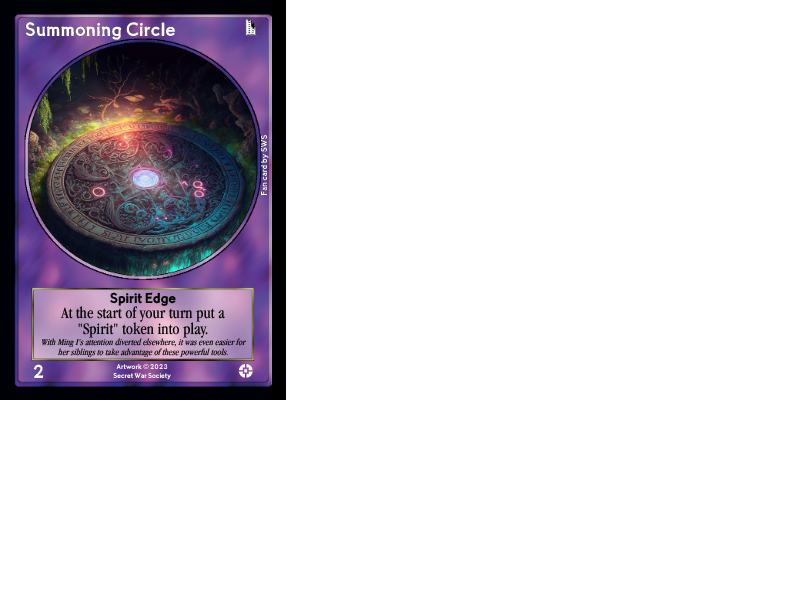 Summoning Circle
Fan card by SWS
Spirit Edge
At the start of your turn put a
"Spirit" token into play.
With Ming I's attention diverted elsewhere, it was even easier for
her siblings to take advantage of these powerful tools.
2
Artwork © 2023
Secret War Society